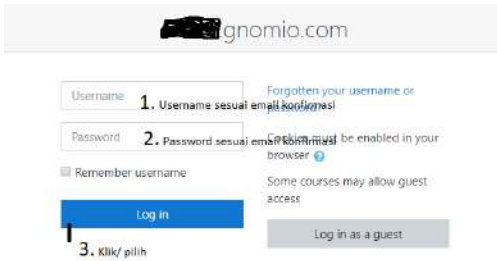 gnomio.com
Username
1. Username sesuai email konfirmasi
Forgotten your username or
password?
Password
2. Password sesuai email konfirmasi
Cookies must be enabled in your
browser
Remember username
Some courses may allow guest
access
Log in
Log in as a guest
3. Klik/ pilih